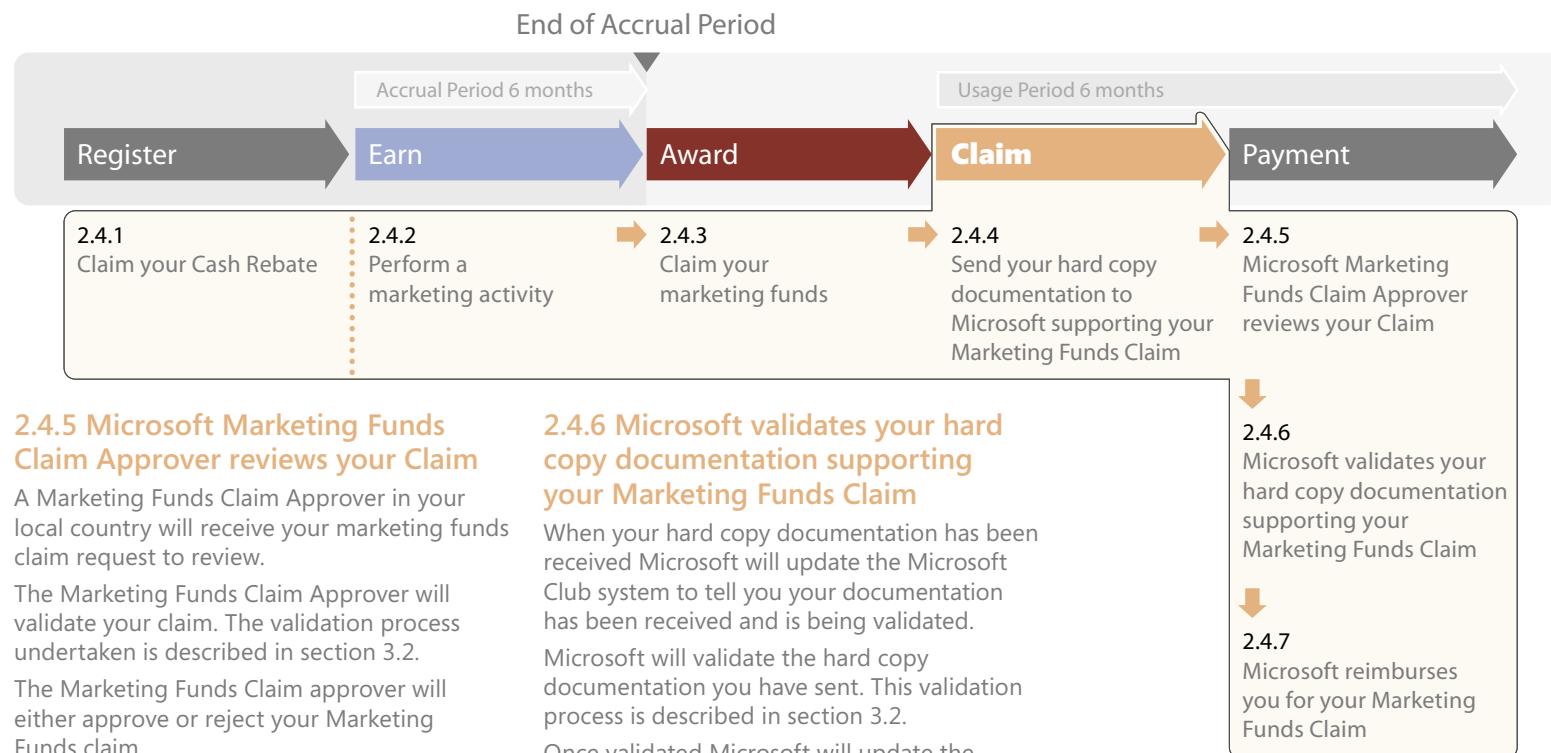 End of Accrual Period
Accrual Period 6 months
Usage Period 6 months
Register
Earn
Award
Claim
Payment
2.4.1
Claim your Cash Rebate
2.4.2
Perform a
marketing activity
2.4.3
Claim your
marketing funds
2.4.4
Send your hard copy
documentation to
Microsoft supporting your
Marketing Funds Claim
2.4.5
Microsoft Marketing
Funds Claim Approver
reviews your Claim
2.4.6
Microsoft validates your
hard copy documentation
supporting your
Marketing Funds Claim
2.4.7
Microsoft reimburses
you for your Marketing
Funds Claim
2.4.5 Microsoft Marketing Funds
Claim Approver reviews your Claim
A Marketing Funds Claim Approver in your
local country will receive your marketing funds
claim request to review.
The Marketing Funds Claim Approver will
validate your claim. The validation process
undertaken is described in section 3.2.
The Marketing Funds Claim approver will
either approve or reject your Marketing
Funds claim
2.4.6 Microsoft validates your hard
copy documentation supporting
your Marketing Funds Claim
When your hard copy documentation has been
received Microsoft will update the Microsoft
Club system to tell you your documentation
has been received and is being validated.
Microsoft will validate the hard copy
documentation you have sent. This validation
process is described in section 3.2.
Once validated Microsoft will update the